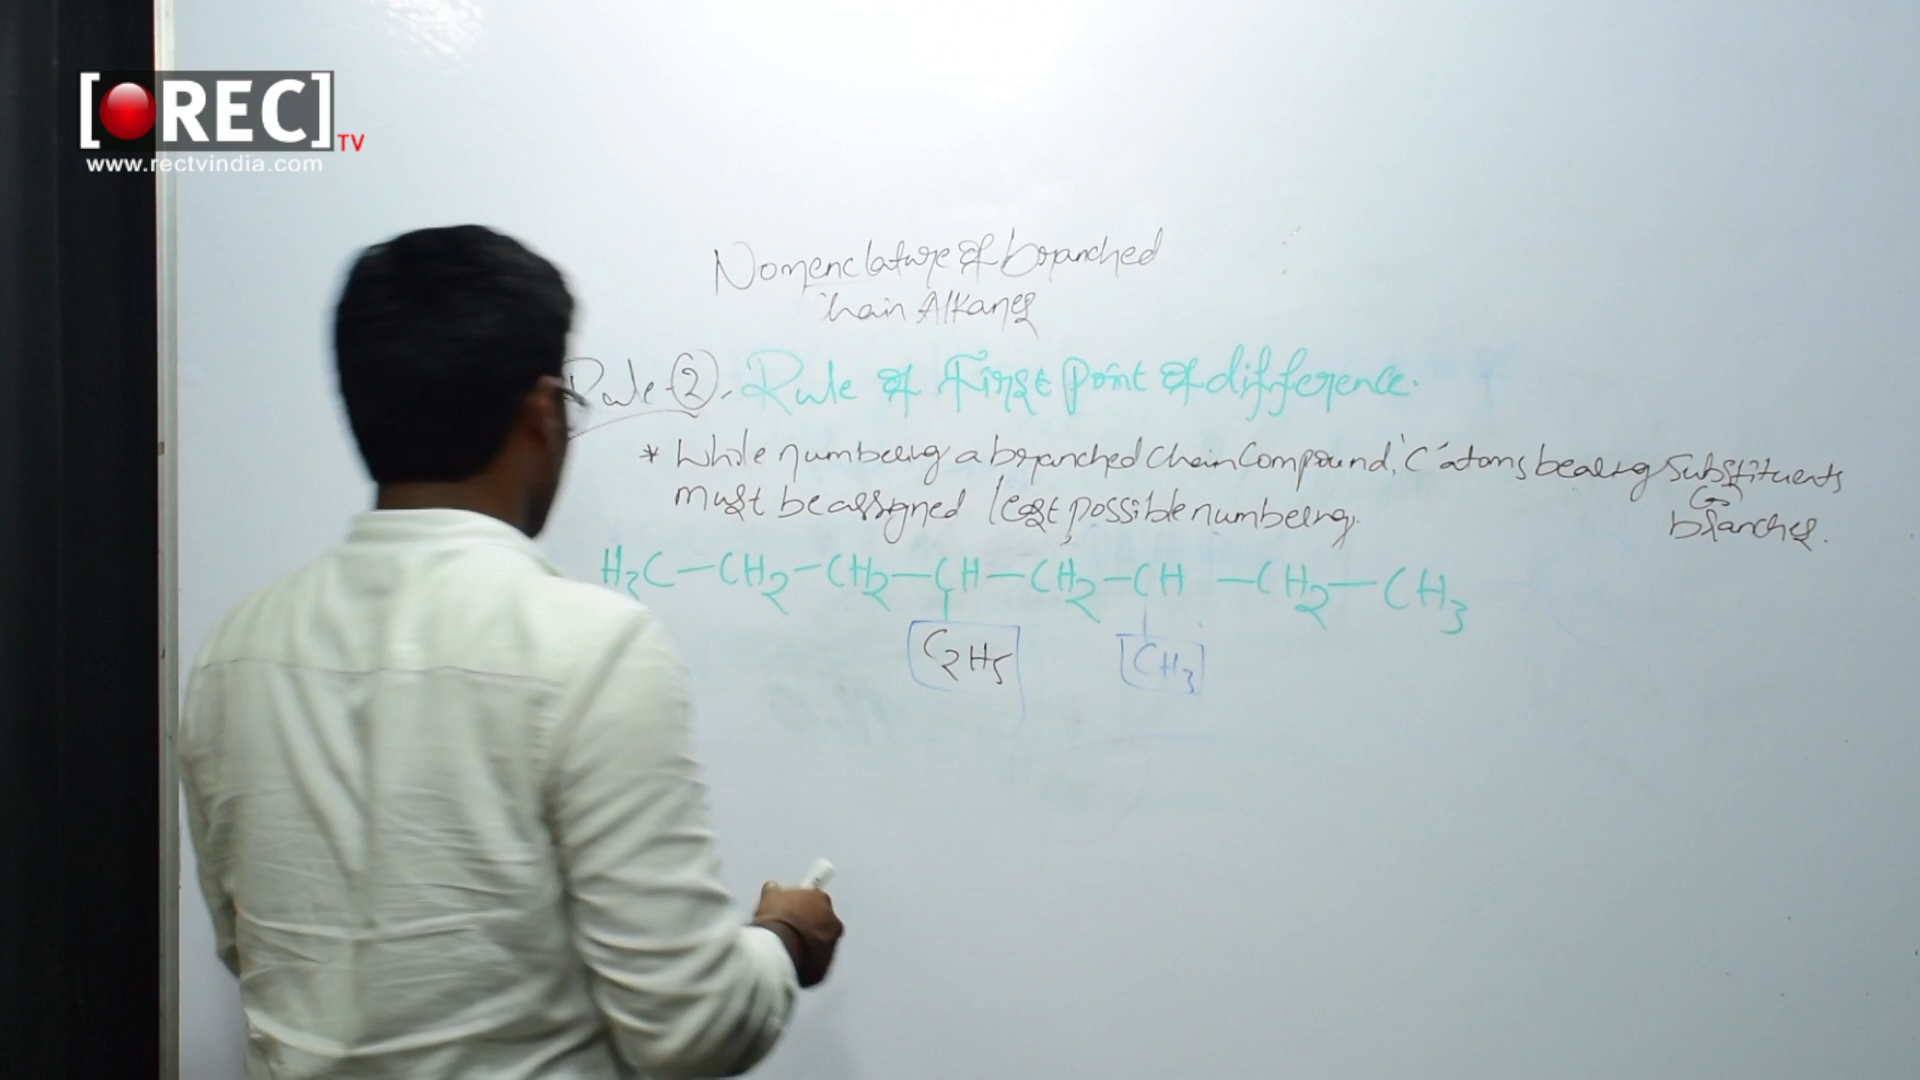 [REC] TV
www.rectvindia.com
Nomenclature of branched
chain Alkanes
Rule-②. Rule of First point of difference.
* While numbering a branched chain Compound, 'C' atoms bearing substituents
(or)
must be assigned least possible numbering.
branches.
H3C-CH2-CH2-CH-CH2-CH-CH2-CH3
C2H5 CH3